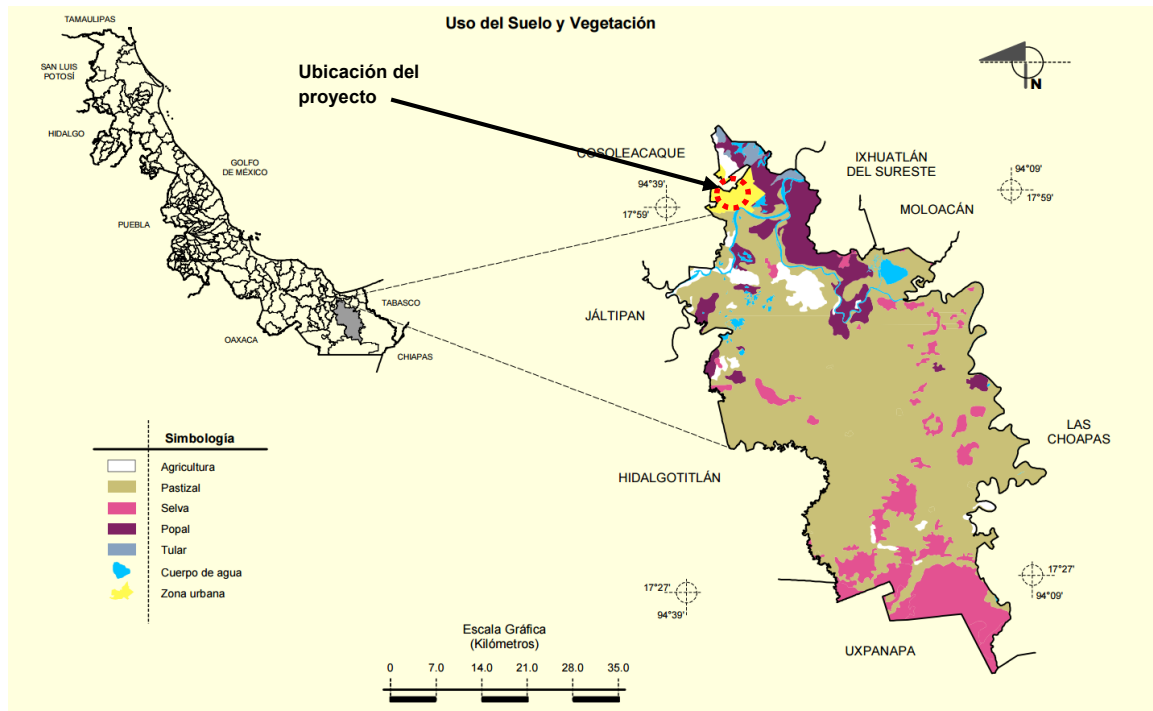 Uso del Suelo y Vegetación
TAMAULIPAS
SAN LUIS
POTOSÍ
HIDALGO
GOLFO
DE MÉXICO
PUEBLA
TABASCO
OAXACA
CHIAPAS
Ubicación del
proyecto
N
COSOLEACAQUE
IXHUATLÁN
DEL SURESTE
94°39'
17°59'
94°09'
17°59'
MOLOACÁN
JÁLTIPAN
LAS
CHOAPAS
HIDALGOTITLÁN
17°27'
94°39'
17°27'
94°09'
UXPANAPA
Simbología
Agricultura
Pastizal
Selva
Popal
Tular
Cuerpo de agua
Zona urbana
Escala Gráfica
(Kilómetros)
0 7.0 14.0 21.0 28.0 35.0